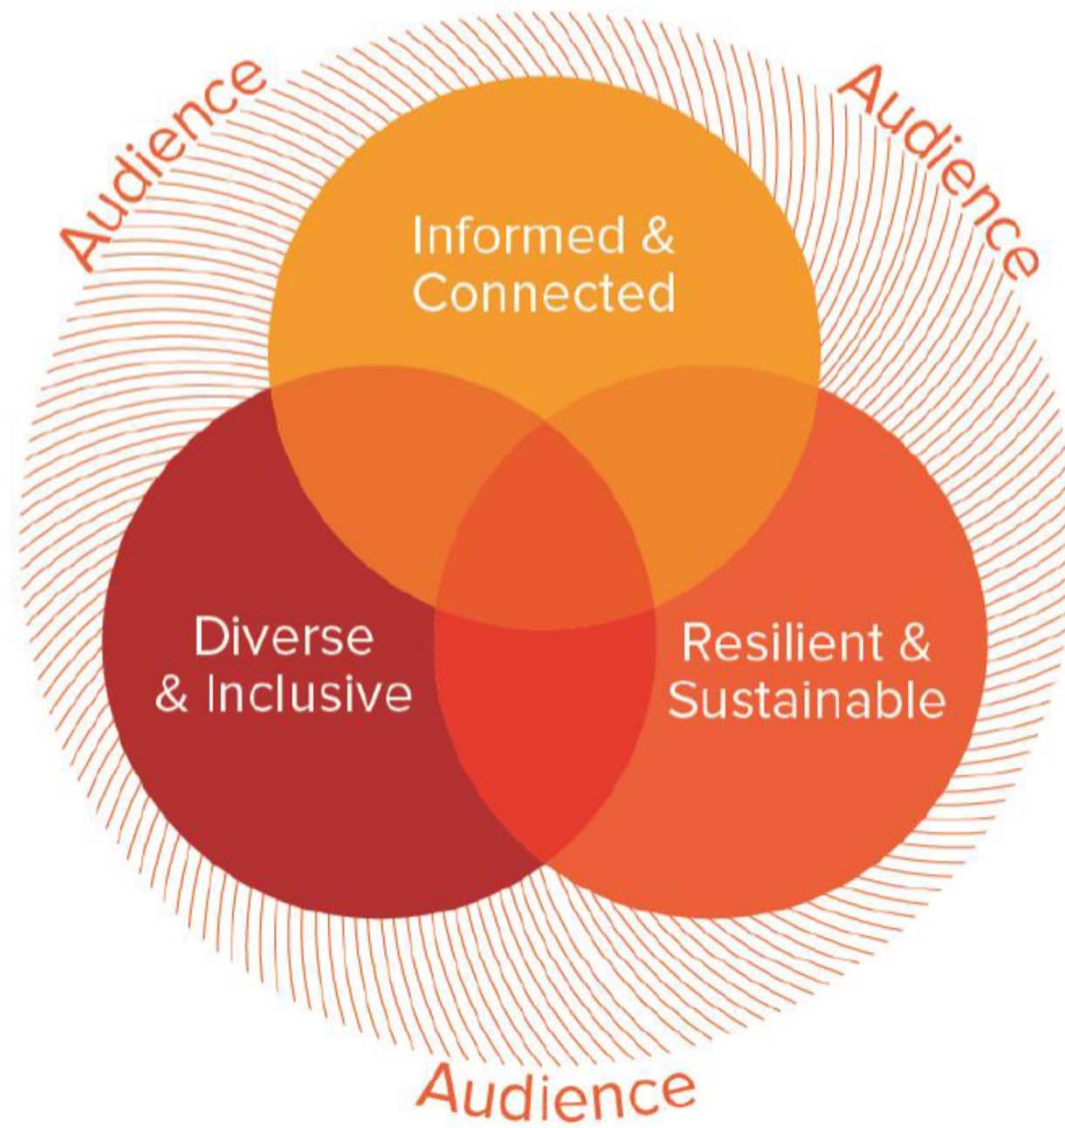 Audience
Audience
Informed &
Connected
Diverse
& Inclusive
Resilient &
Sustainable
Audience